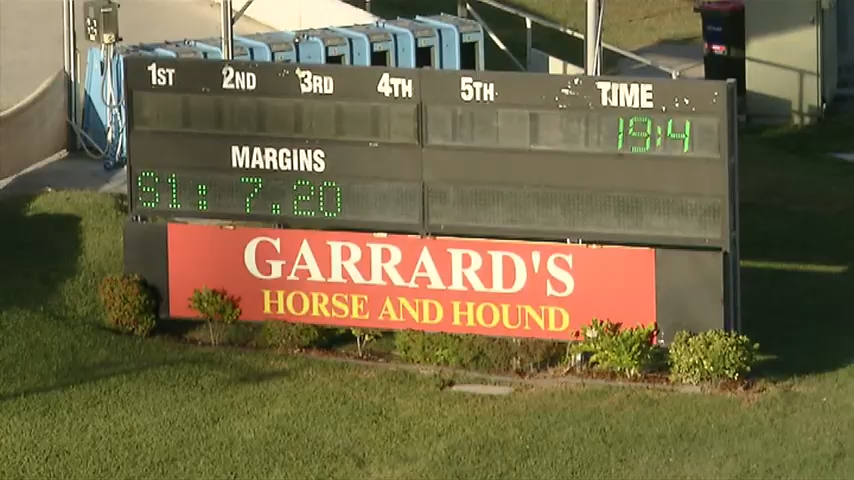 1ST 2ND 3RD 4TH 5TH TIME
19:4
MARGINS
S1: 7.20
GARRARD'S
HORSE AND HOUND